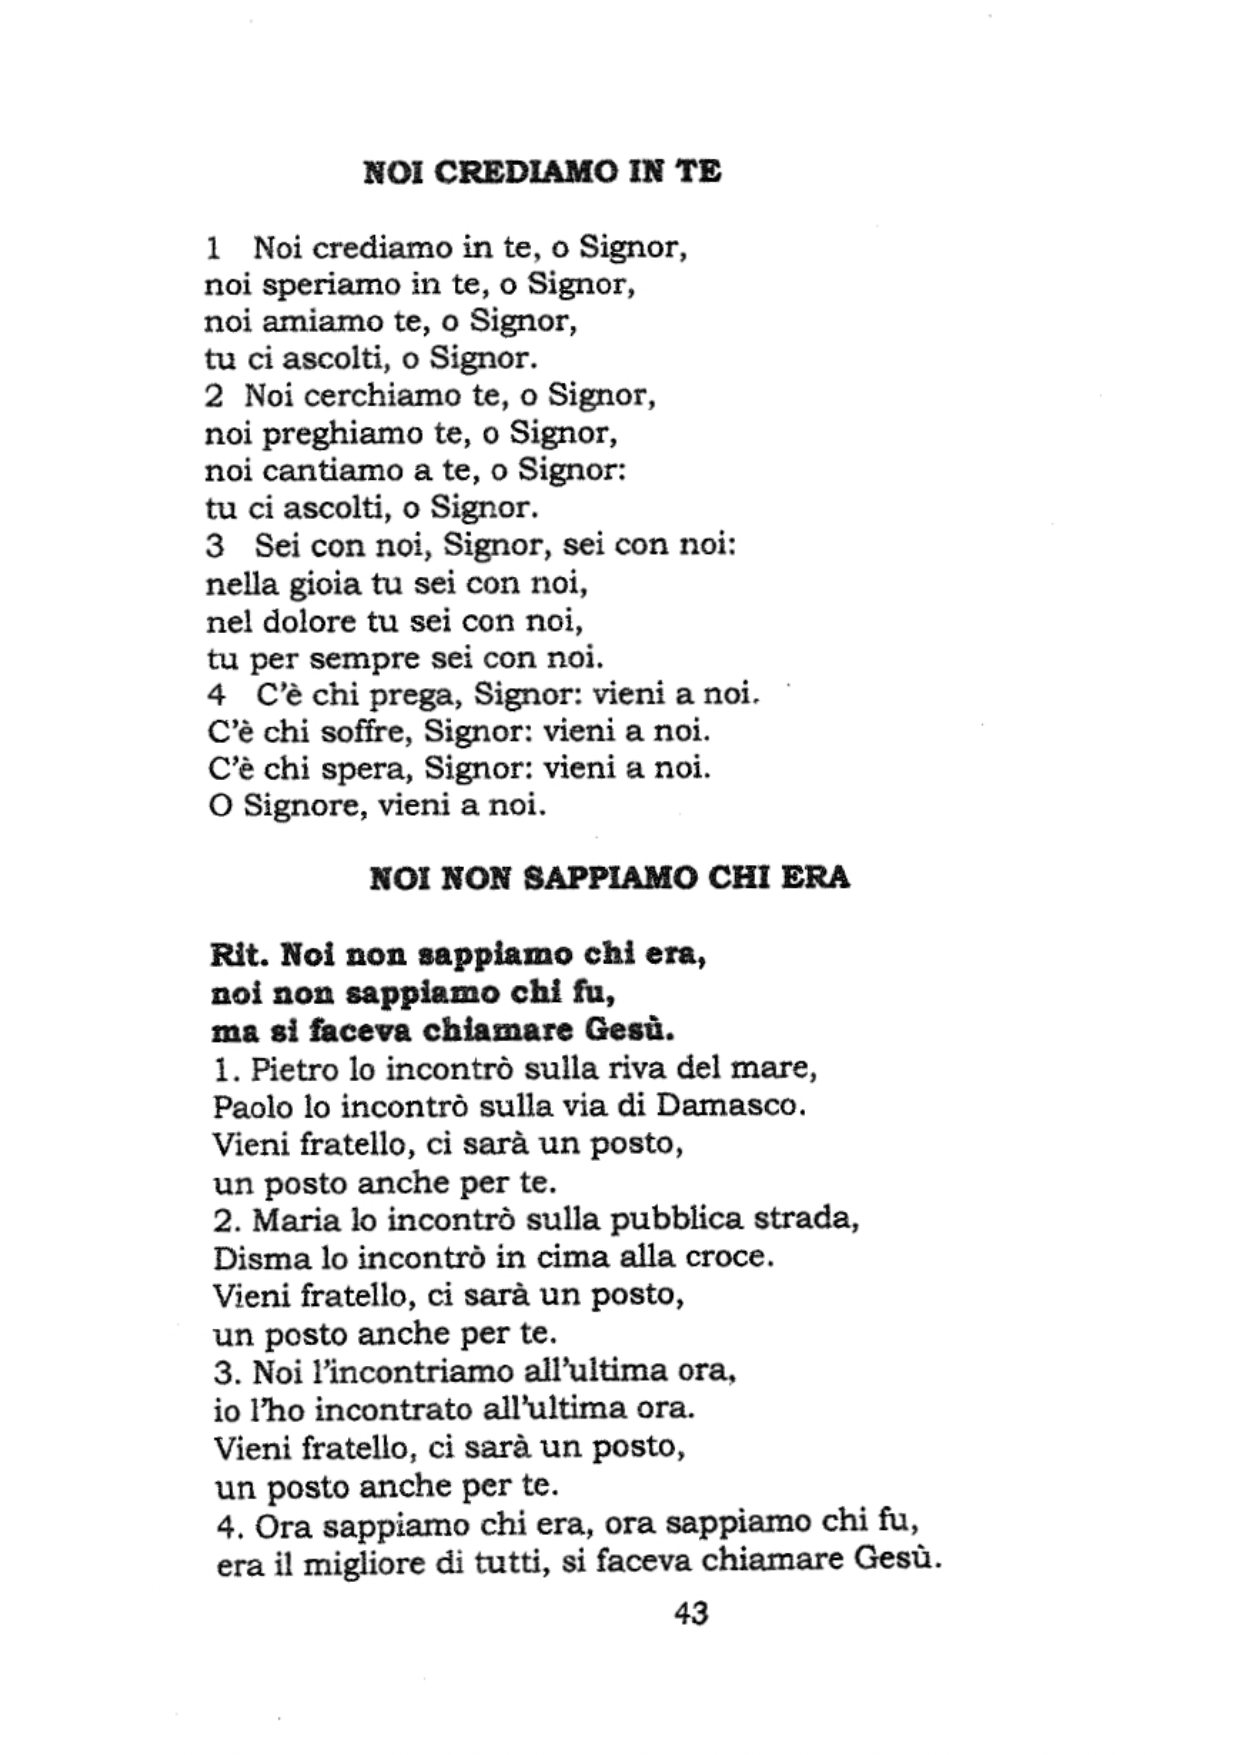 NOI CREDIAMO IN TE
1 Noi crediamo in te, o Signor,
noi speriamo in te, o Signor,
noi amiamo te, o Signor,
tu ci ascolti, o Signor.
2 Noi cerchiamo te, o Signor,
noi preghiamo te, o Signor,
noi cantiamo a te, o Signor:
tu ci ascolti, o Signor.
3 Sei con noi, Signor, sei con noi:
nella gioia tu sei con noi,
nel dolore tu sei con noi,
tu per sempre sei con noi.
4 C'è chi prega, Signor: vieni a noi.
C'è chi soffre, Signor: vieni a noi.
C'è chi spera, Signor: vieni a noi.
O Signore, vieni a noi.
NOI NON SAPPIAMO CHI ERA
Rit. Noi non sappiamo chi era,
noi non sappiamo chi fu,
ma si faceva chiamare Gesù.
1. Pietro lo incontrò sulla riva del mare,
Paolo lo incontrò sulla via di Damasco.
Vieni fratello, ci sarà un posto,
un posto anche per te.
2. Maria lo incontrò sulla pubblica strada,
Disma lo incontrò in cima alla croce.
Vieni fratello, ci sarà un posto,
un posto anche per te.
3. Noi l'incontriamo all'ultima ora,
io l'ho incontrato all'ultima ora.
Vieni fratello, ci sarà un posto,
un posto anche per te.
4. Ora sappiamo chi era, ora sappiamo chi fu,
era il migliore di tutti, si faceva chiamare Gesù.
43